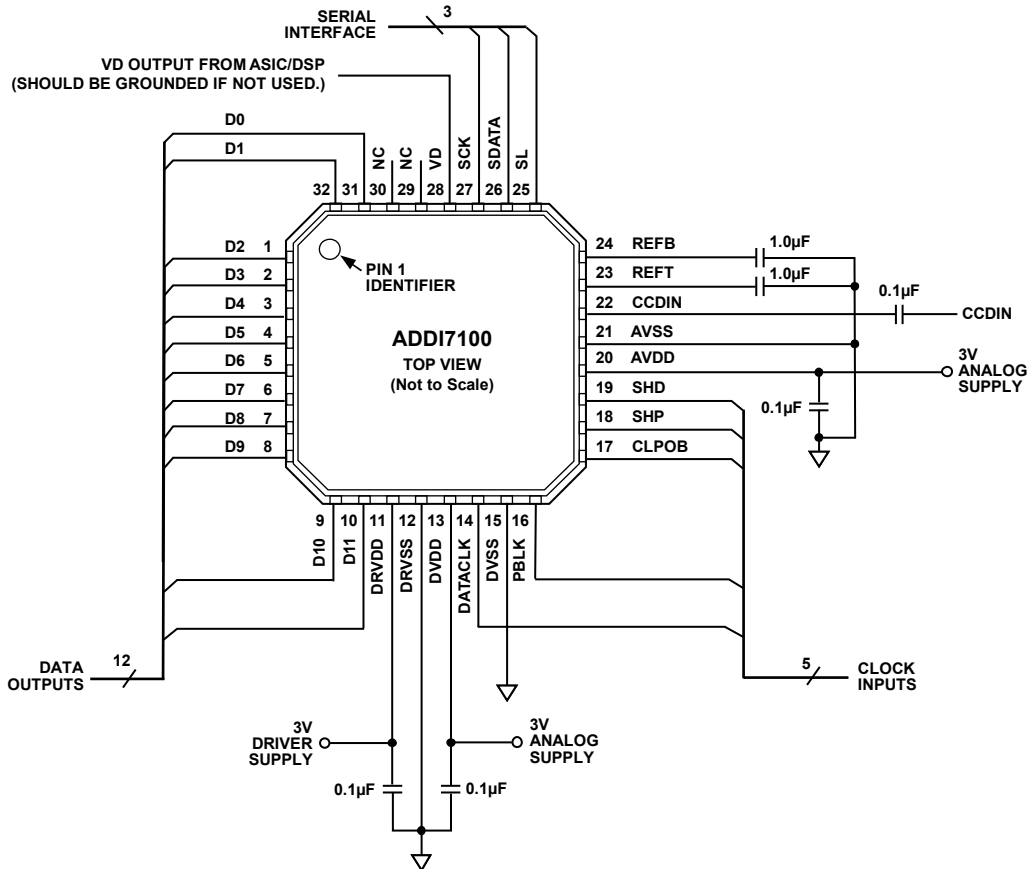 SERIAL
INTERFACE
3
VD OUTPUT FROM ASIC/DSP
(SHOULD BE GROUNDED IF NOT USED.)
D0
D1
NC
NC
VD
SCK
SDATA
SL
32 31 30 29 28 27 26 25
D2 1
D3 2
D4 3
D5 4
D6 5
D7 6
D8 7
D9 8
PIN 1
IDENTIFIER
ADDI7100
TOP VIEW
(Not to Scale)
24 REFB
23 REFT
22 CCDIN
21 AVSS
20 AVDD
19 SHD
18 SHP
17 CLPOB
1.0µF
1.0µF
0.1µF
CCDIN
3V
ANALOG
SUPPLY
0.1µF
9 10 11 12 13 14 15 16
D10
D11
DRVDD
DRVSS
DVDD
DATACLK
DVSS
PBLK
DATA
OUTPUTS
12
5
CLOCK
INPUTS
3V
DRIVER
SUPPLY
3V
ANALOG
SUPPLY
0.1µF
0.1µF